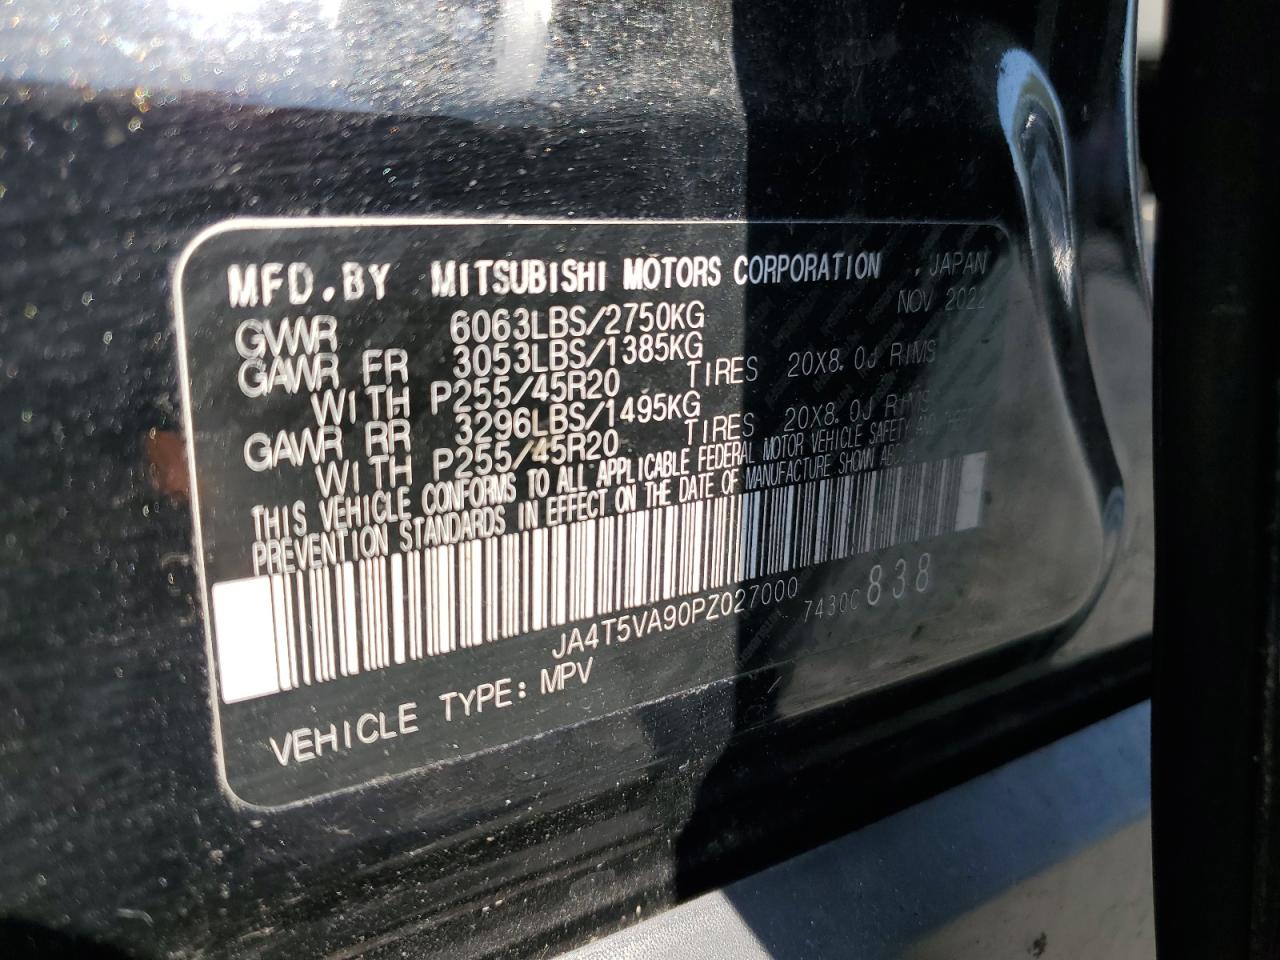 MFD.BY MITSUBISHI MOTORS CORPORATION , JAPAN
GVWR 6063LBS/2750KG NOV 2022
GAWR FR 3053LBS/1385KG
WITH P255/45R20 TIRES 20X8.0J RIMS
GAWR RR 3296LBS/1495KG
WITH P255/45R20 TIRES 20X8.0J RIMS
THIS VEHICLE CONFORMS TO ALL APPLICABLE FEDERAL MOTOR VEHICLE SAFETY AND THEFT
PREVENTION STANDARDS IN EFFECT ON THE DATE OF MANUFACTURE SHOWN
JA4T5VA90PZ027000 7430C 838
VEHICLE TYPE: MPV